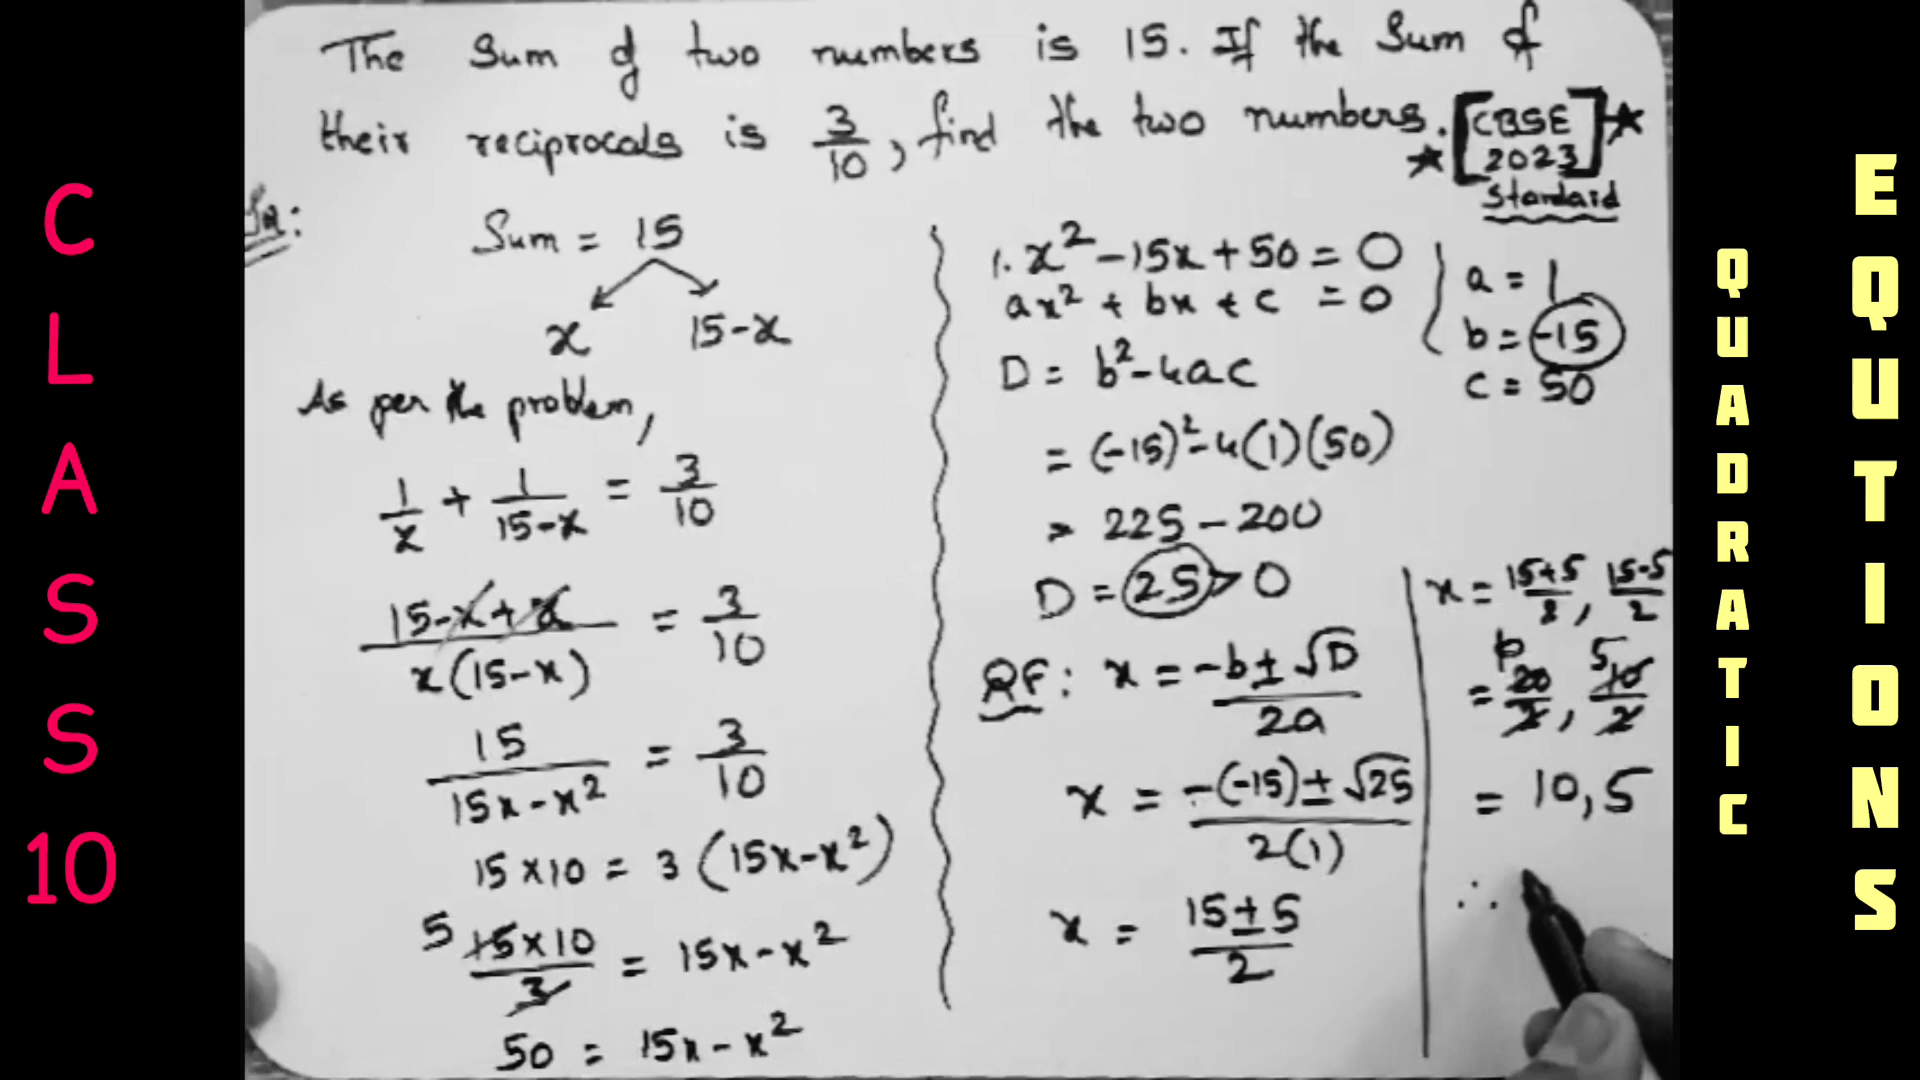 CLASS 10
The Sum of two numbers is 15. If the Sum of
their reciprocals is 3/10, find the two numbers. [CBSE 2023]
Standard
Sol:
Sum = 15
x 15-x
As per the problem,
1/x + 1/(15-x) = 3/10
(15-x+x)/(x(15-x)) = 3/10
15/(15x-x²) = 3/10
15×10 = 3(15x-x²)
5 (15×10)/3 = 15x-x²
50 = 15x-x²
1.x²-15x+50 = 0
ax² + bx + c = 0
a = 1
b = -15
c = 50
D = b²-4ac
= (-15)²-4(1)(50)
= 225-200
D = 25 > 0
QF: x = (-b±√D)/2a
x = (-(-15)±√25)/2(1)
x = (15±5)/2
x = (15+5)/2, (15-5)/2
= 10 20/2, 5 10/2
= 10, 5
∴
QUADRATIC
EQUTIONS